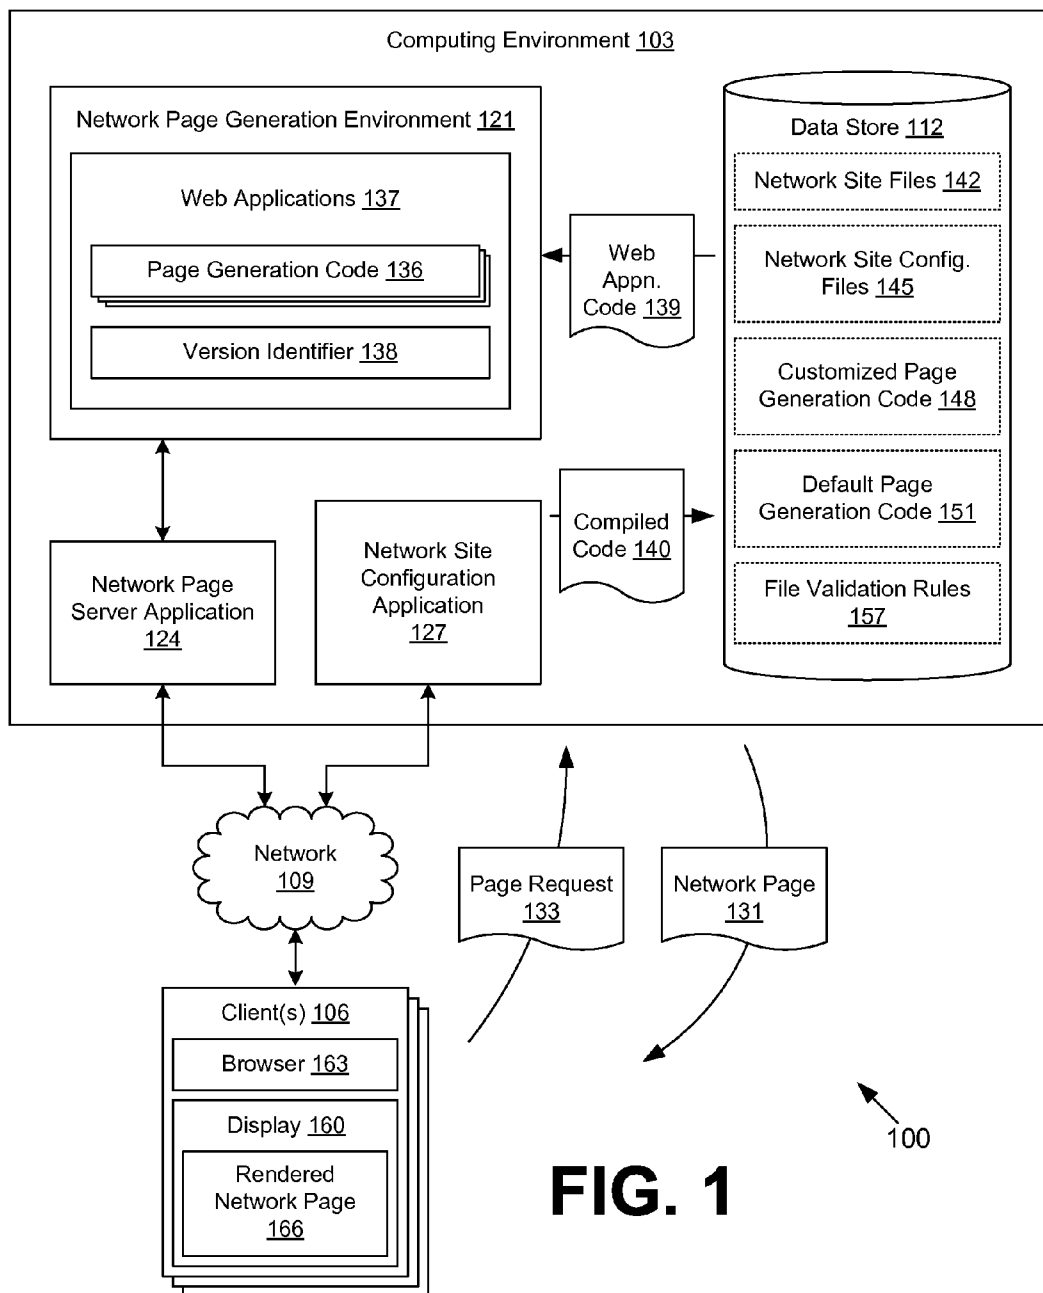 Computing Environment 103
Network Page Generation Environment 121
Web Applications 137
Page Generation Code 136
Version Identifier 138
Web
Appn.
Code 139
Data Store 112
Network Site Files 142
Network Site Config.
Files 145
Customized Page
Generation Code 148
Default Page
Generation Code 151
File Validation Rules
157
Compiled
Code 140
Network Page
Server Application
124
Network Site
Configuration
Application
127
Network
109
Page Request
133
Network Page
131
Client(s) 106
Browser 163
Display 160
Rendered
Network Page
166
100
FIG. 1